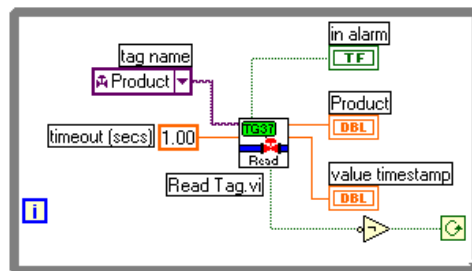 in alarm
TF
tag name
Product
Product
DBL
timeout (secs) 1.00
TG37
Read
Read Tag.vi
value timestamp
DBL
i